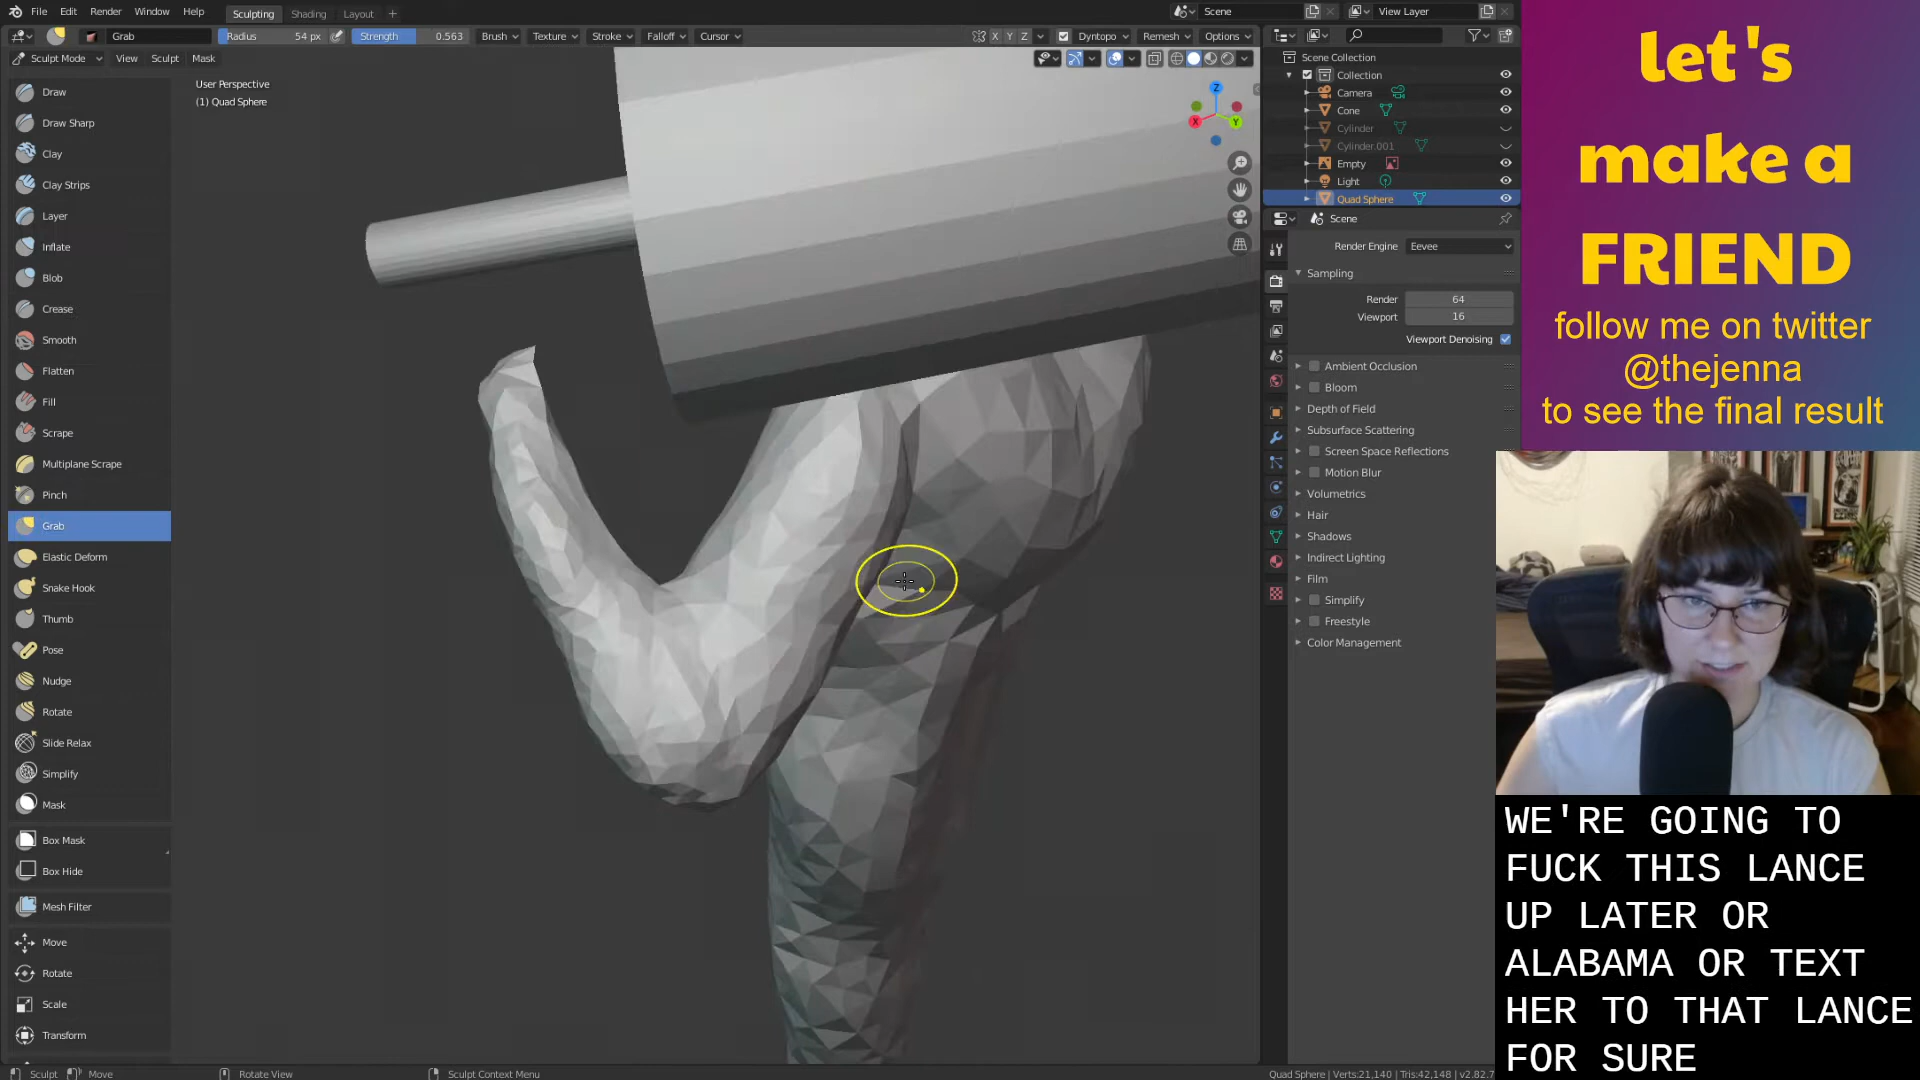 File Edit Render Window Help
Sculpting Shading Layout +
Scene
View Layer
Grab
Radius 54 px
Strength 0.563
Brush Texture Stroke Falloff Cursor
X Y Z
Dyntopo Remesh Options
Sculpt Mode View Sculpt Mask
User Perspective
(1) Quad Sphere
Draw
Draw Sharp
Clay
Clay Strips
Layer
Inflate
Blob
Crease
Smooth
Flatten
Fill
Scrape
Multiplane Scrape
Pinch
Grab
Elastic Deform
Snake Hook
Thumb
Pose
Nudge
Rotate
Slide Relax
Simplify
Mask
Box Mask
Box Hide
Mesh Filter
Move
Rotate
Scale
Transform
Z
X
Y
Scene Collection
Collection
Camera
Cone
Cylinder
Cylinder.001
Empty
Light
Quad Sphere
Scene
Render Engine Eevee
Sampling
Render 64
Viewport 16
Viewport Denoising
Ambient Occlusion
Bloom
Depth of Field
Subsurface Scattering
Screen Space Reflections
Motion Blur
Volumetrics
Hair
Shadows
Indirect Lighting
Film
Simplify
Freestyle
Color Management
let's
make a
FRIEND
follow me on twitter
@thejenna
to see the final result
WE'RE GOING TO
FUCK THIS LANCE
UP LATER OR
ALABAMA OR TEXT
HER TO THAT LANCE
FOR SURE
Sculpt Move Rotate View Sculpt Context Menu
Quad Sphere | Verts:21,140 | Tris:42,148 | v2.82.7